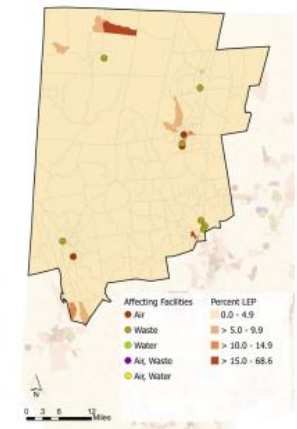 Affecting Facilities
Air
Waste
Water
Air, Waste
Air, Water
Percent LEP
0.0 - 4.9
> 5.0 - 9.9
> 10.0 - 14.9
> 15.0 - 68.6
N
0 3 6 12
Miles